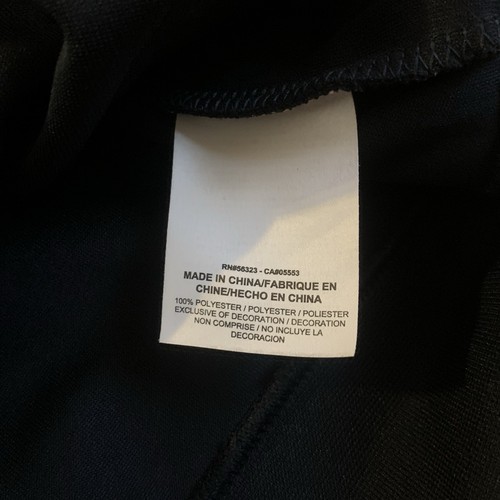 RN#56323 - CA#05553
MADE IN CHINA/FABRIQUE EN
CHINE/HECHO EN CHINA
100% POLYESTER / POLYESTER / POLIESTER
EXCLUSIVE OF DECORATION / DECORATION
NON COMPRISE / NO INCLUYE LA
DECORACION